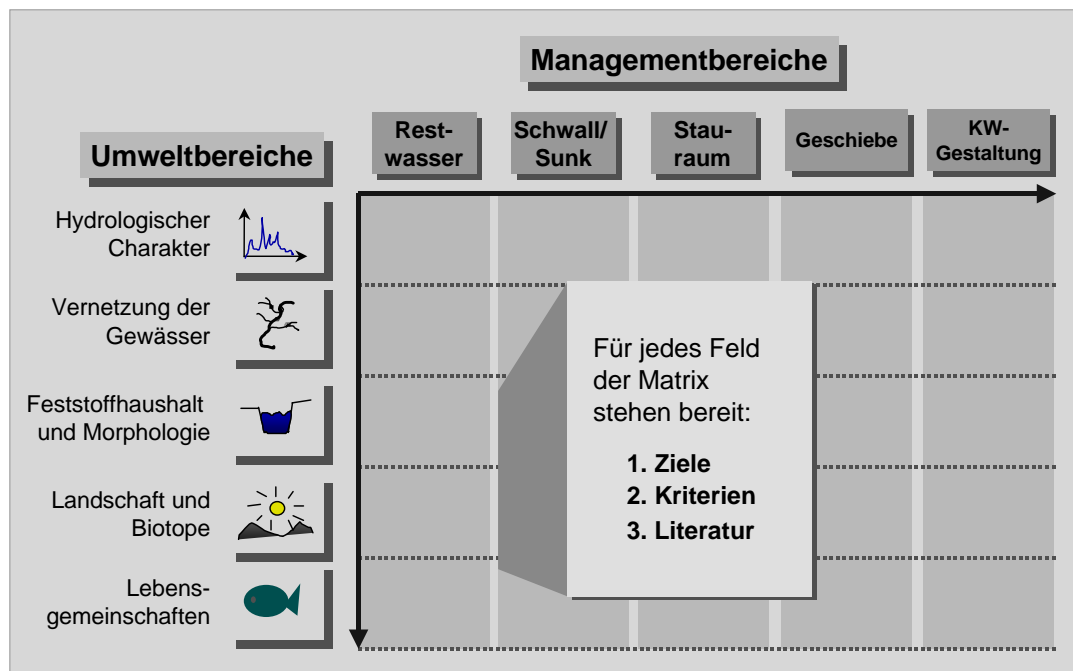 Managementbereiche
Umweltbereiche
Rest-
wasser
Schwall/
Sunk
Stau-
raum
Geschiebe
KW-
Gestaltung
Hydrologischer
Charakter
Vernetzung der
Gewässer
Feststoffhaushalt
und Morphologie
Landschaft und
Biotope
Lebens-
gemeinschaften
Für jedes Feld
der Matrix
stehen bereit:
1. Ziele
2. Kriterien
3. Literatur